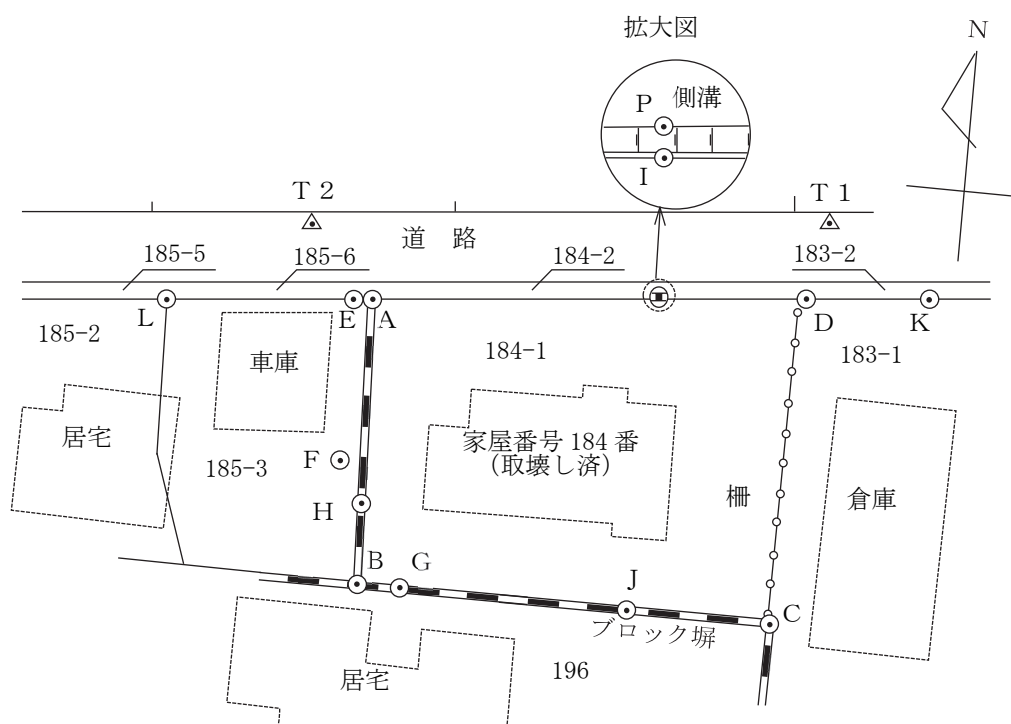 拡大図
N
P
側溝
I
T2
T1
道 路
185-5
185-6
184-2
183-2
L
E
A
D
K
185-2
184-1
183-1
車庫
居宅
家屋番号 184 番
(取壊し済)
F
185-3
柵
倉庫
H
B
G
J
C
ブロック塀
196
居宅